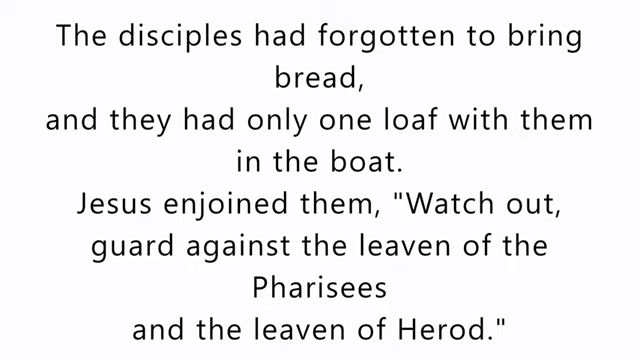 The disciples had forgotten to bring
bread,
and they had only one loaf with them
in the boat.
Jesus enjoined them, "Watch out,
guard against the leaven of the
Pharisees
and the leaven of Herod."